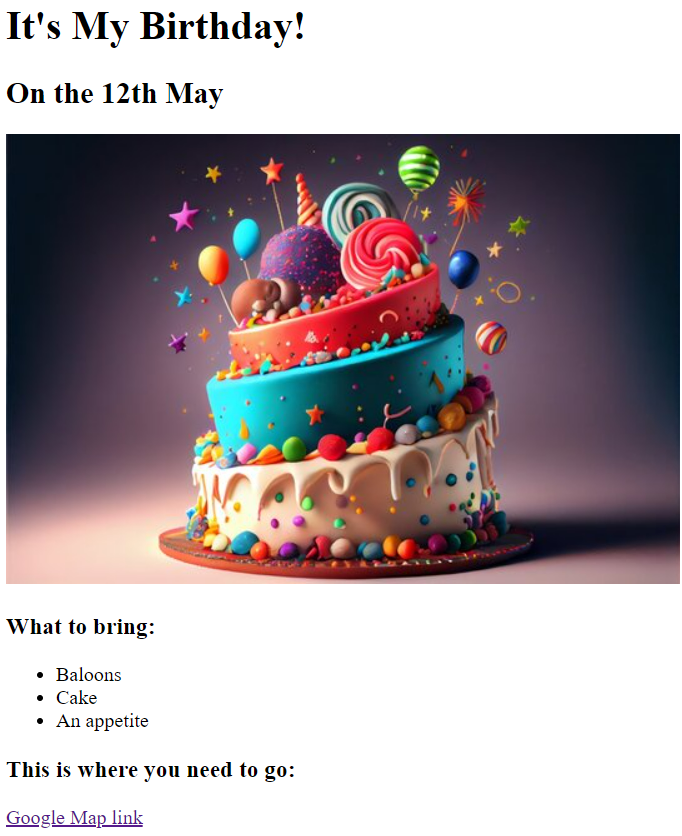 It's My Birthday!
On the 12th May
What to bring:
Baloons
Cake
An appetite
This is where you need to go:
Google Map link